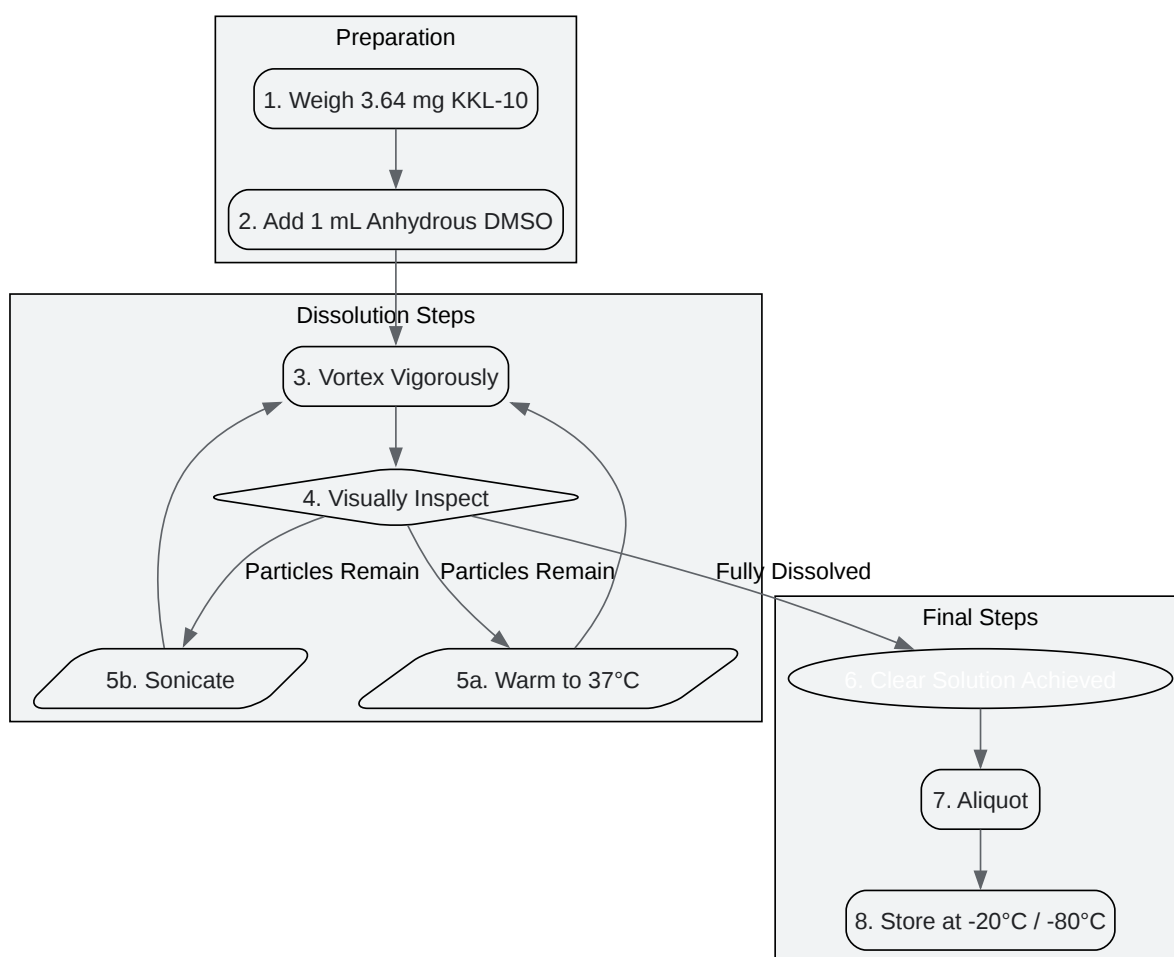 Preparation
1. Weigh 3.64 mg KKL-10
2. Add 1 mL Anhydrous DMSO
Dissolution Steps
3. Vortex Vigorously
4. Visually Inspect
Particles Remain
Particles Remain
Fully Dissolved
5b. Sonicate
5a. Warm to 37°C
Final Steps
6. Clear Solution Achieved
7. Aliquot
8. Store at -20°C / -80°C